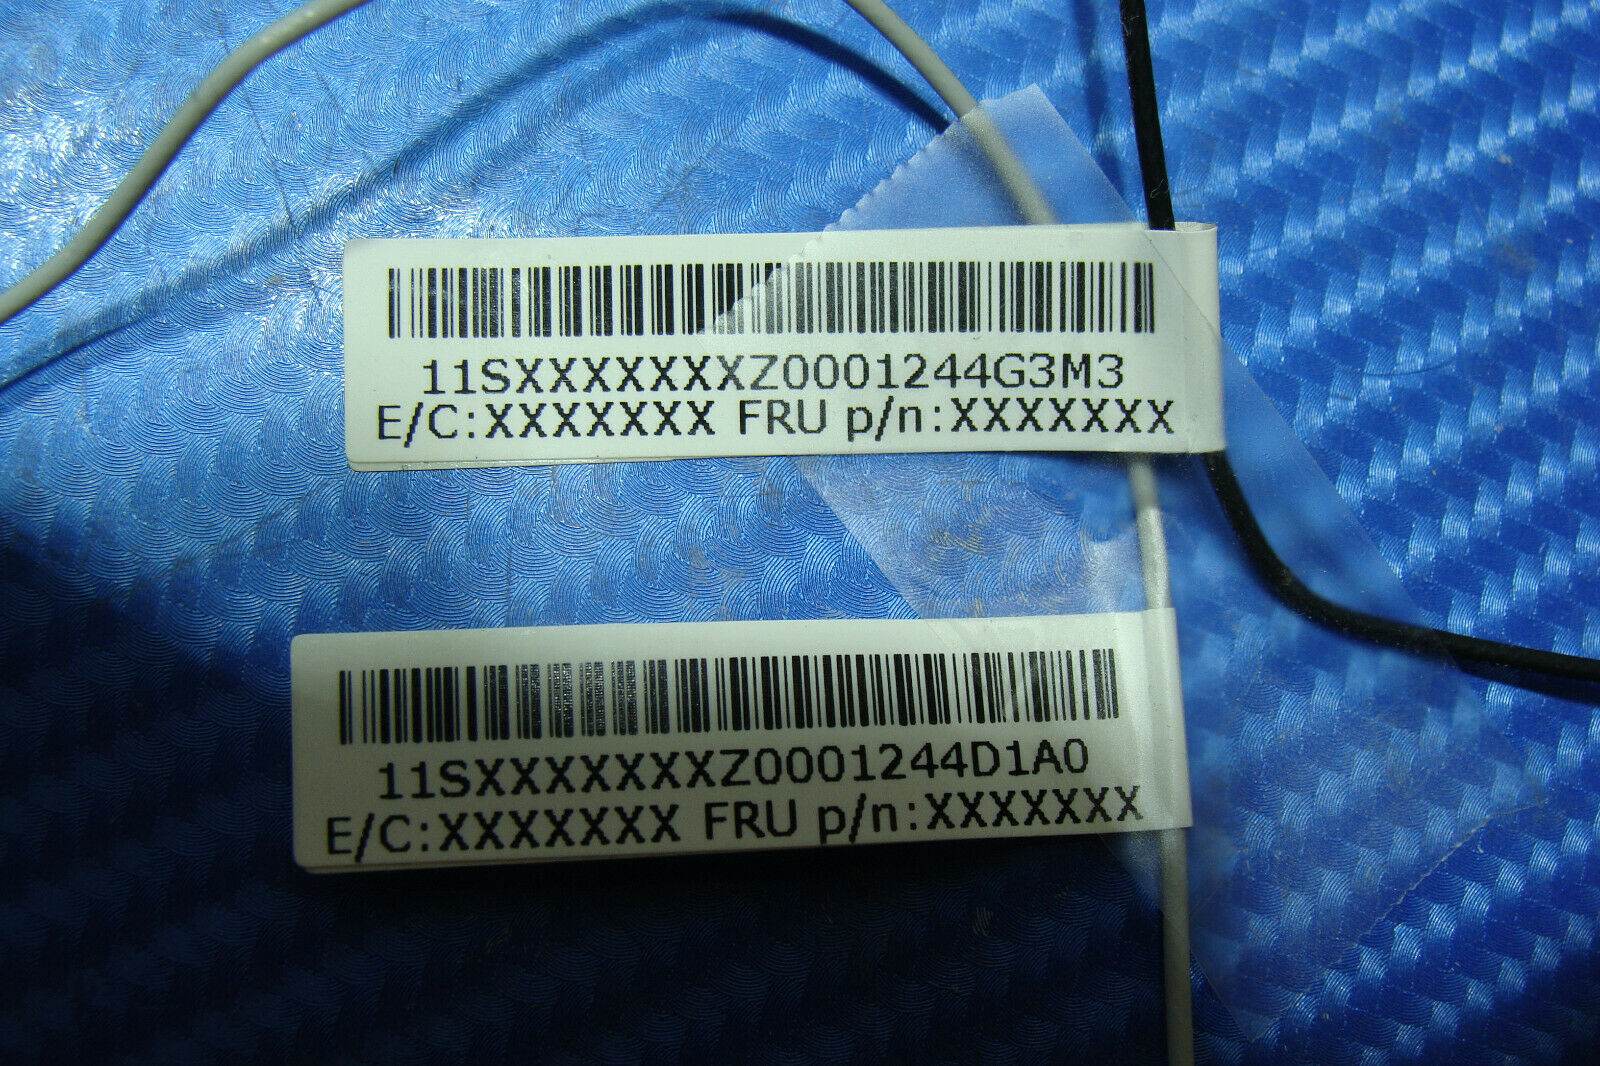 11SXXXXXXXZ0001244G3M3
E/C:XXXXXXX FRU p/n:XXXXXXX
11SXXXXXXXZ0001244D1A0
E/C:XXXXXXX FRU p/n:XXXXXXX